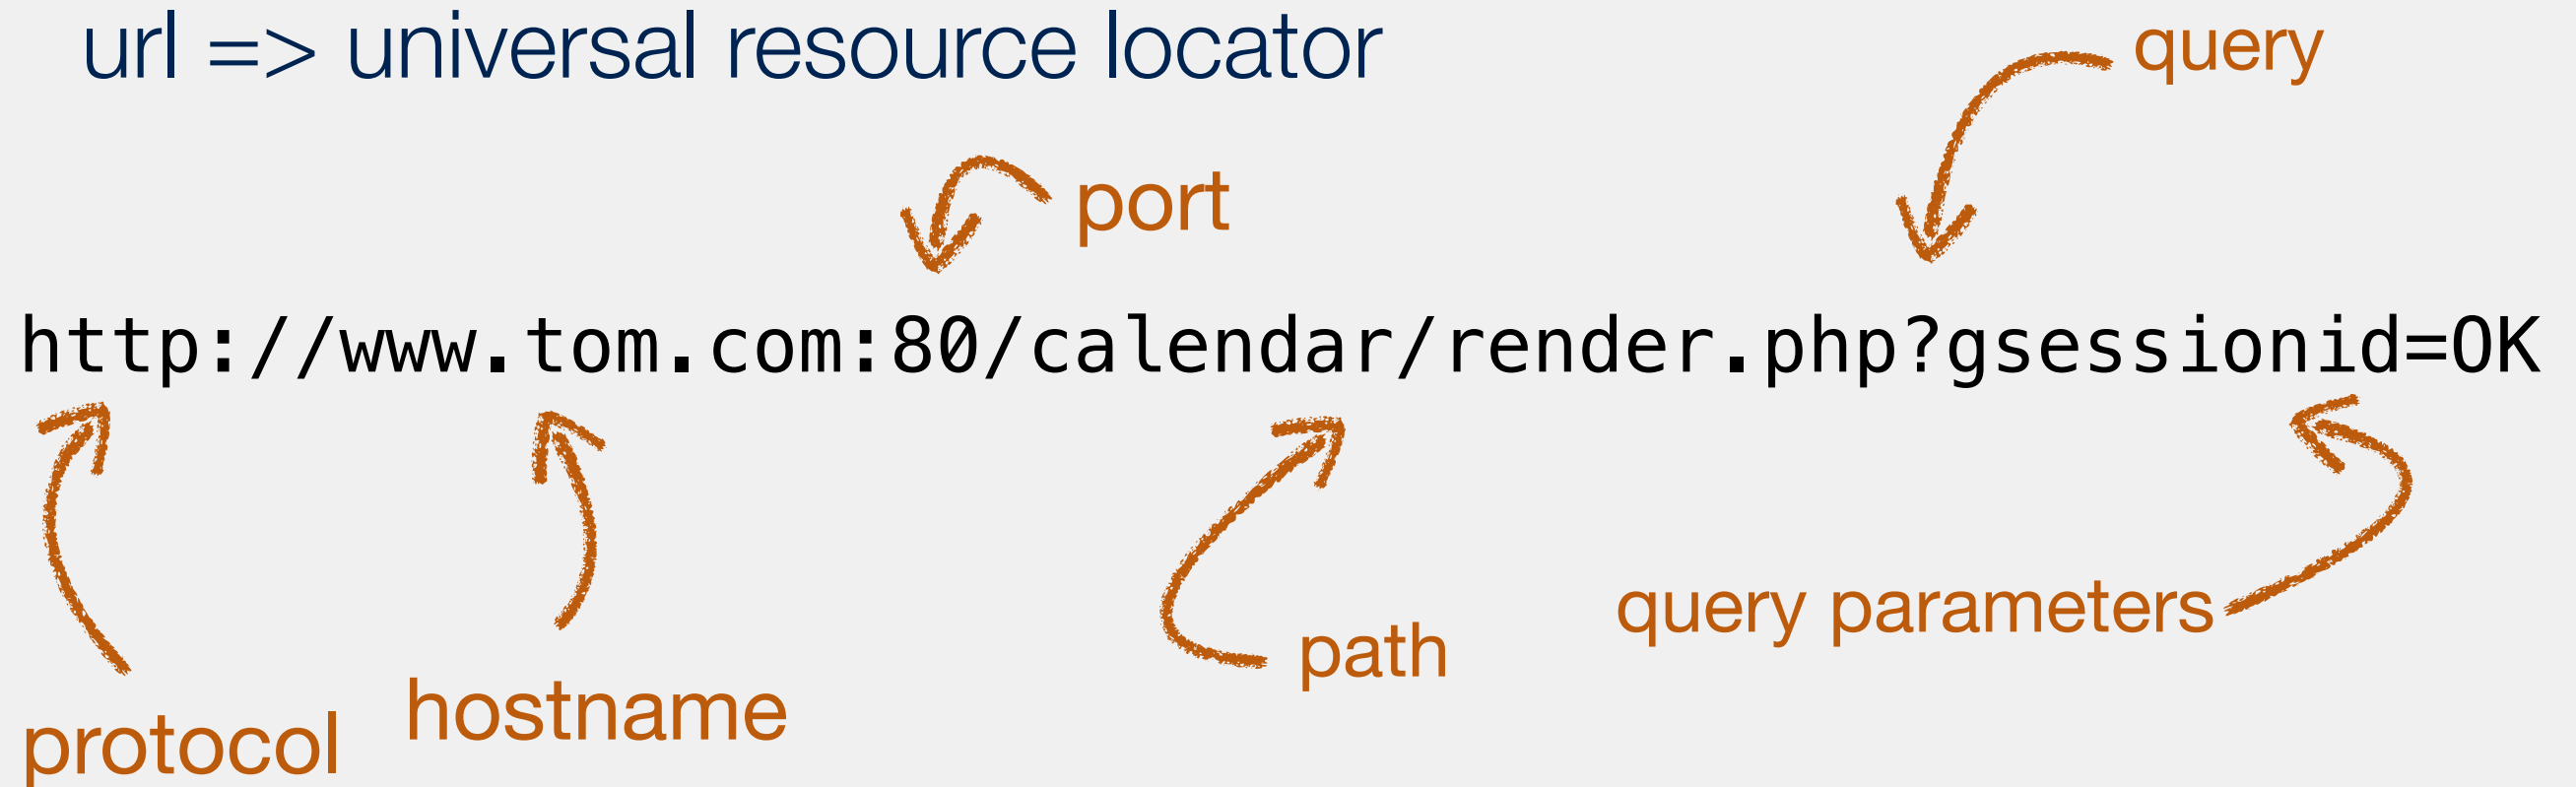 url => universal resource locator
query
port
http://www.tom.com:80/calendar/render.php?gsessionid=OK
query parameters
path
hostname
protocol